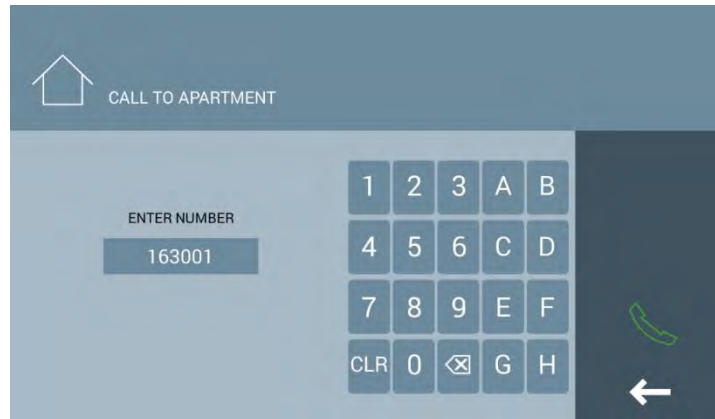 CALL TO APARTMENT
ENTER NUMBER
163001
1 2 3 A B
4 5 6 C D
7 8 9 E F
CLR 0 G H